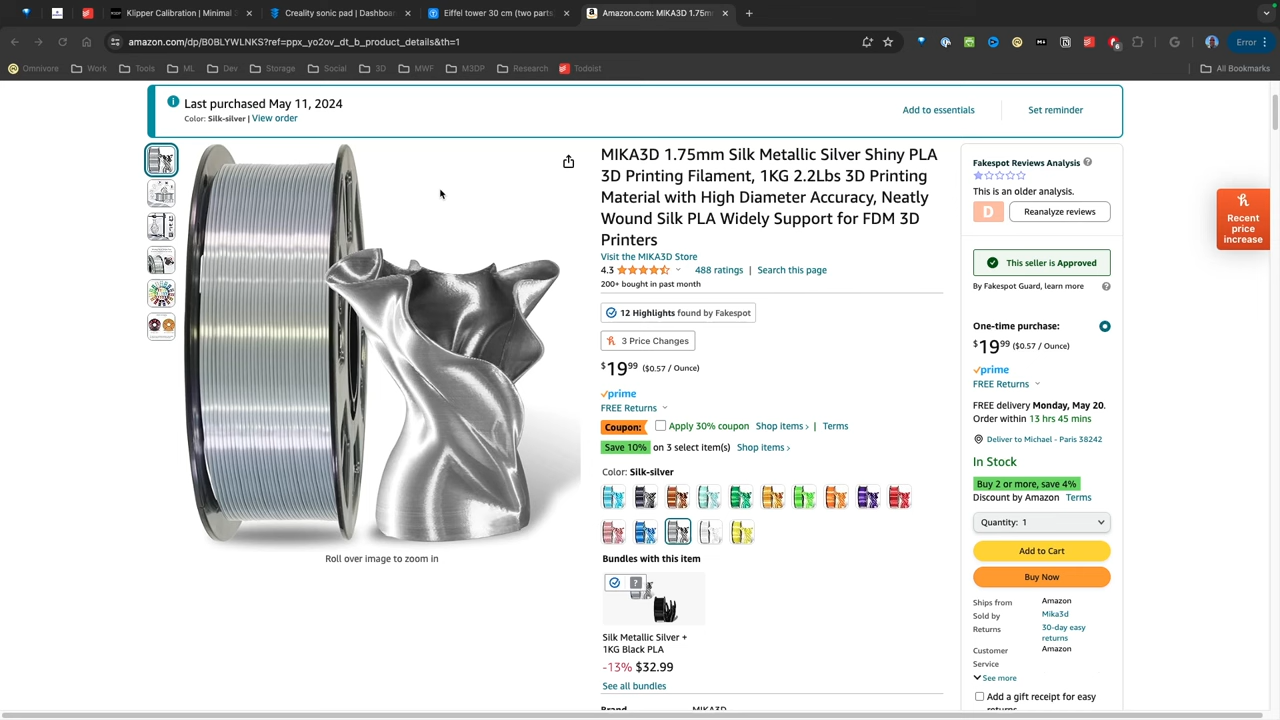 Klipper Calibration | Minimal
Creality sonic pad | Dashboar
Eiffel tower 30 cm (two parts
Amazon.com: MIKA3D 1.75m
amazon.com/dp/B0BLYWLNKS?ref=ppx_yo2ov_dt_b_product_details&th=1
Error
Omnivore
Work
Tools
ML
Dev
Storage
Social
3D
MWF
M3DP
Research
Todoist
All Bookmarks
Last purchased May 11, 2024
Color: Silk-silver | View order
Add to essentials
Set reminder
MIKA3D 1.75mm Silk Metallic Silver Shiny PLA
3D Printing Filament, 1KG 2.2Lbs 3D Printing
Material with High Diameter Accuracy, Neatly
Wound Silk PLA Widely Support for FDM 3D
Printers
Visit the MIKA3D Store
4.3
488 ratings | Search this page
200+ bought in past month
12 Highlights found by Fakespot
3 Price Changes
$19.99 ($0.57 / Ounce)
prime
FREE Returns
Coupon: Apply 30% coupon Shop items › | Terms
Save 10% on 3 select item(s) Shop items ›
Color: Silk-silver
Bundles with this item
?
Silk Metallic Silver +
1KG Black PLA
-13% $32.99
See all bundles
Brand MIKA3D
Roll over image to zoom in
Fakespot Reviews Analysis ?
This is an older analysis.
D Reanalyze reviews
This seller is Approved
By Fakespot Guard, learn more ?
One-time purchase:
$19.99 ($0.57 / Ounce)
prime
FREE Returns
FREE delivery Monday, May 20.
Order within 13 hrs 45 mins
Deliver to Michael - Paris 38242
In Stock
Buy 2 or more, save 4%
Discount by Amazon Terms
Quantity: 1
Add to Cart
Buy Now
Ships from Amazon
Sold by Mika3d
Returns 30-day easy
returns
Customer Amazon
Service
See more
Add a gift receipt for easy
returns
Recent
price
increase